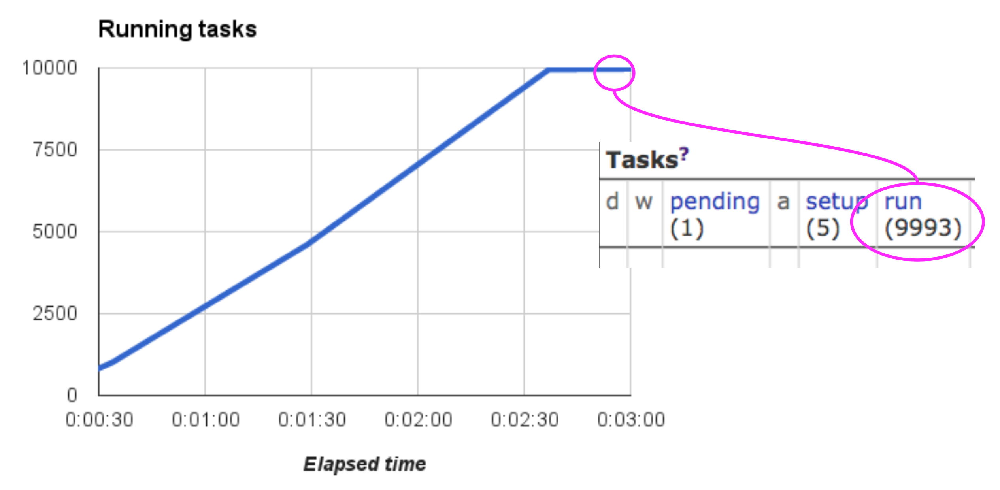 Running tasks
10000
7500
5000
2500
0
0:00:30 0:01:00 0:01:30 0:02:00 0:02:30 0:03:00
Elapsed time
Tasks?
d w pending a setup run
(1) (5) (9993)